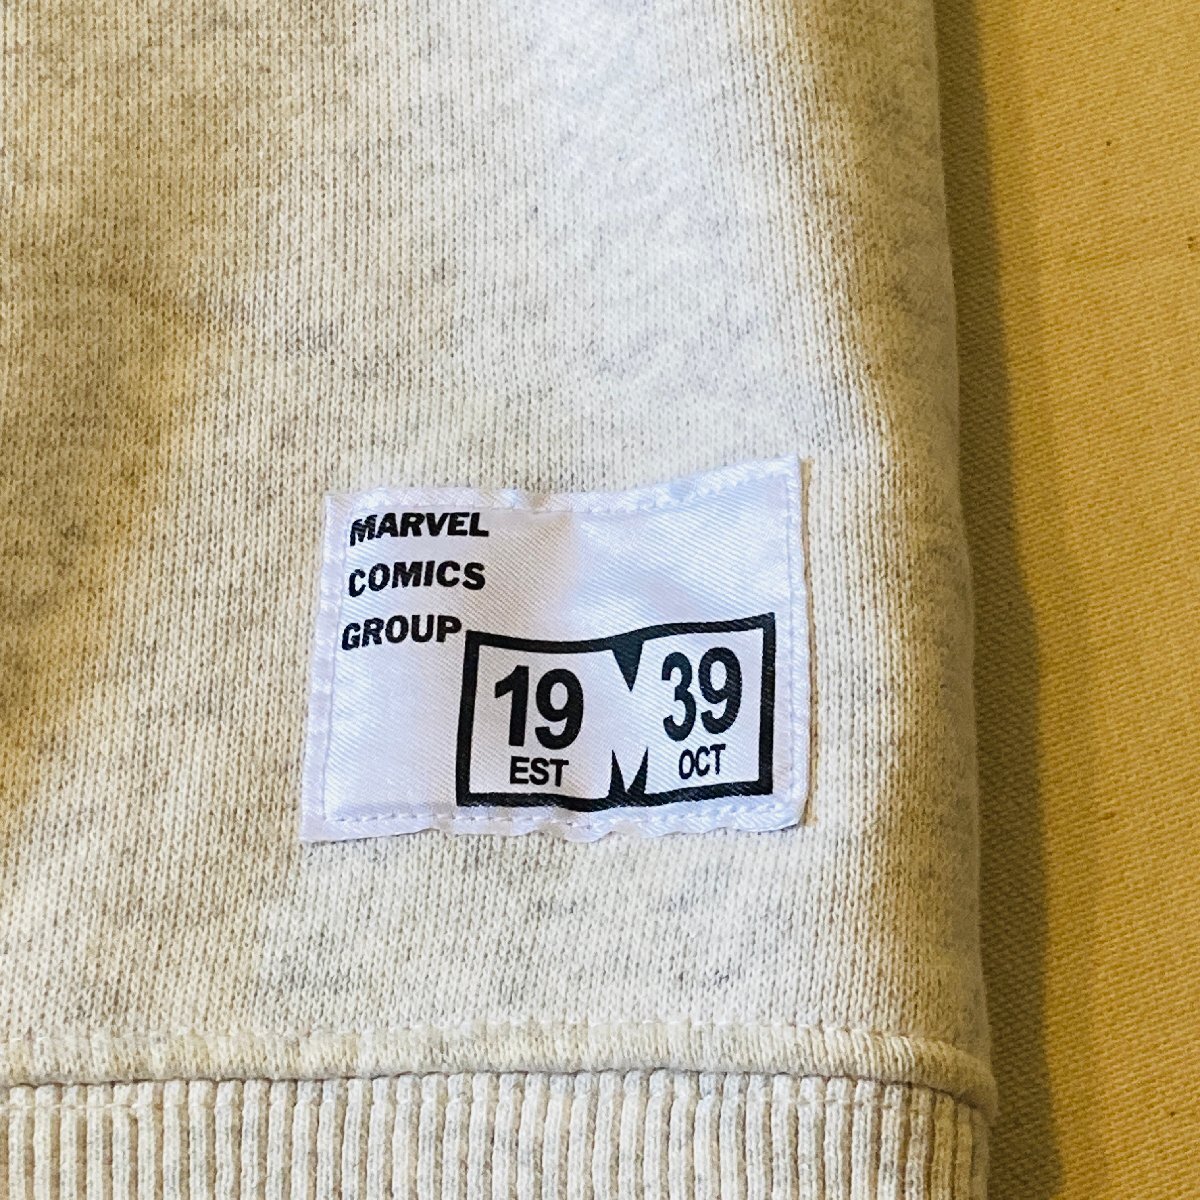 MARVEL
COMICS
GROUP
19 M 39
EST OCT